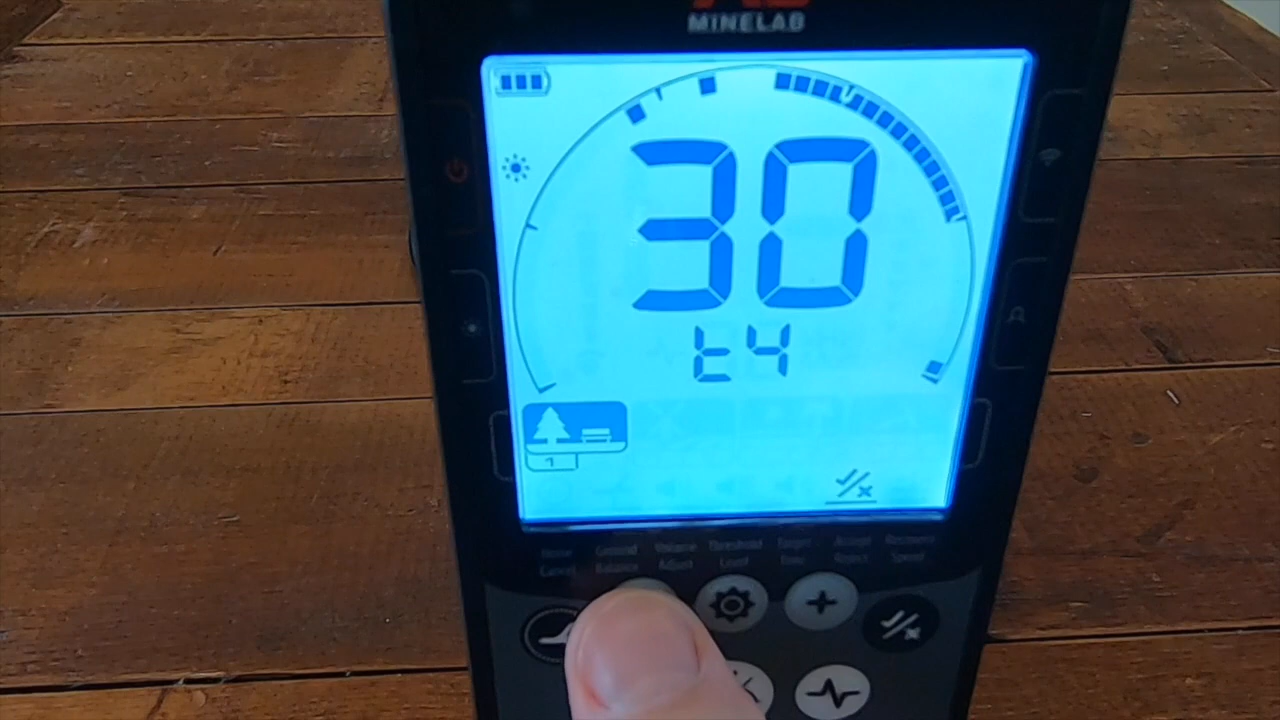 MINELAB
30
t4
1
Noise Ground Volume Threshold Target Accept Recovery
Cancel Balance Adjust Level Tone Reject Speed